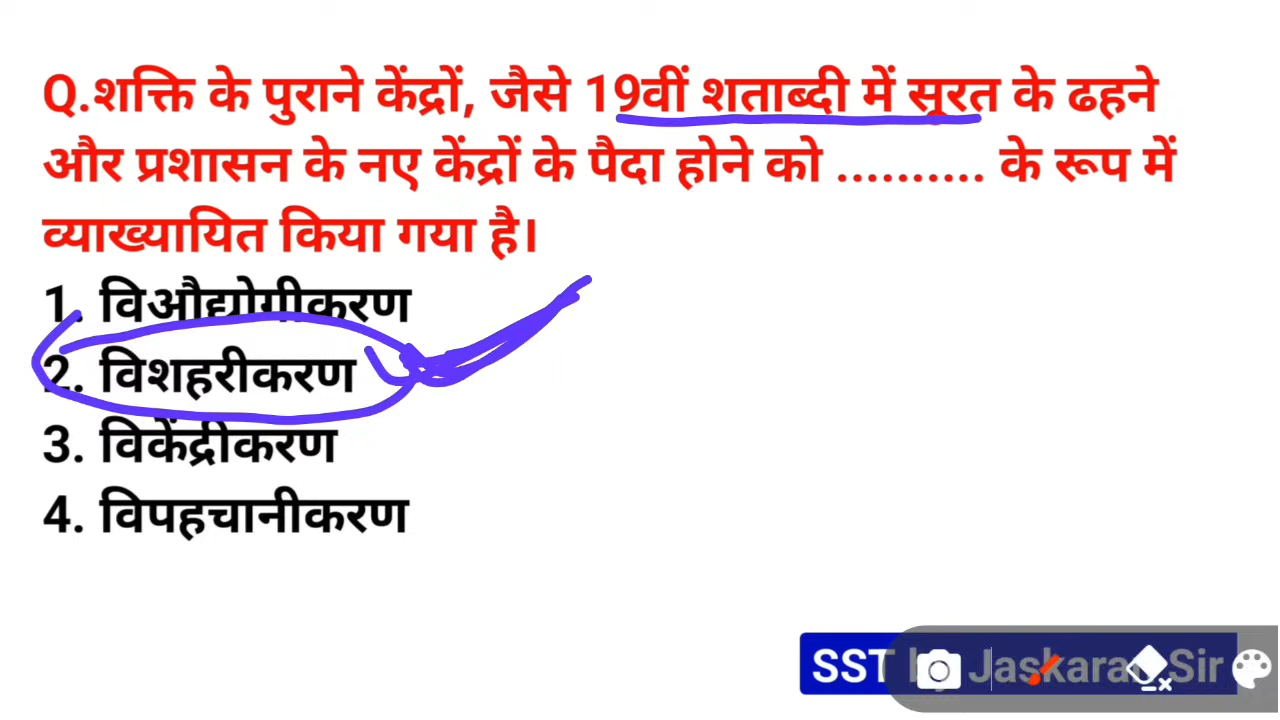 Q.शक्ति के पुराने केंद्रों, जैसे 19वीं शताब्दी में सूरत के ढहने
और प्रशासन के नए केंद्रों के पैदा होने को .......... के रूप में
व्याख्यायित किया गया है।
1. विऔद्योगीकरण
2. विशहरीकरण
3. विकेंद्रीकरण
4. विपहचानीकरण
SST by Jaskaran Sir